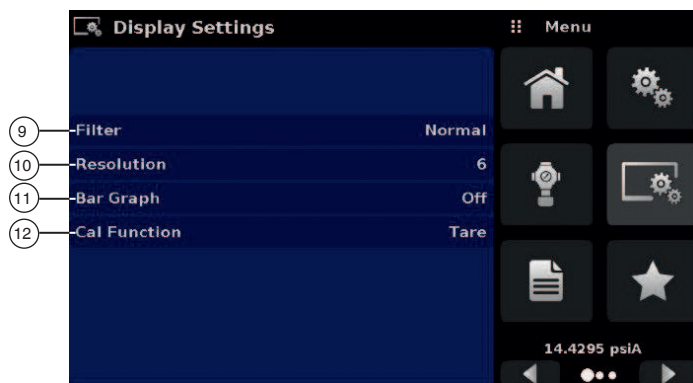 Display Settings
Menu
9 Filter Normal
10 Resolution 6
11 Bar Graph Off
12 Cal Function Tare
14.4295 psiA